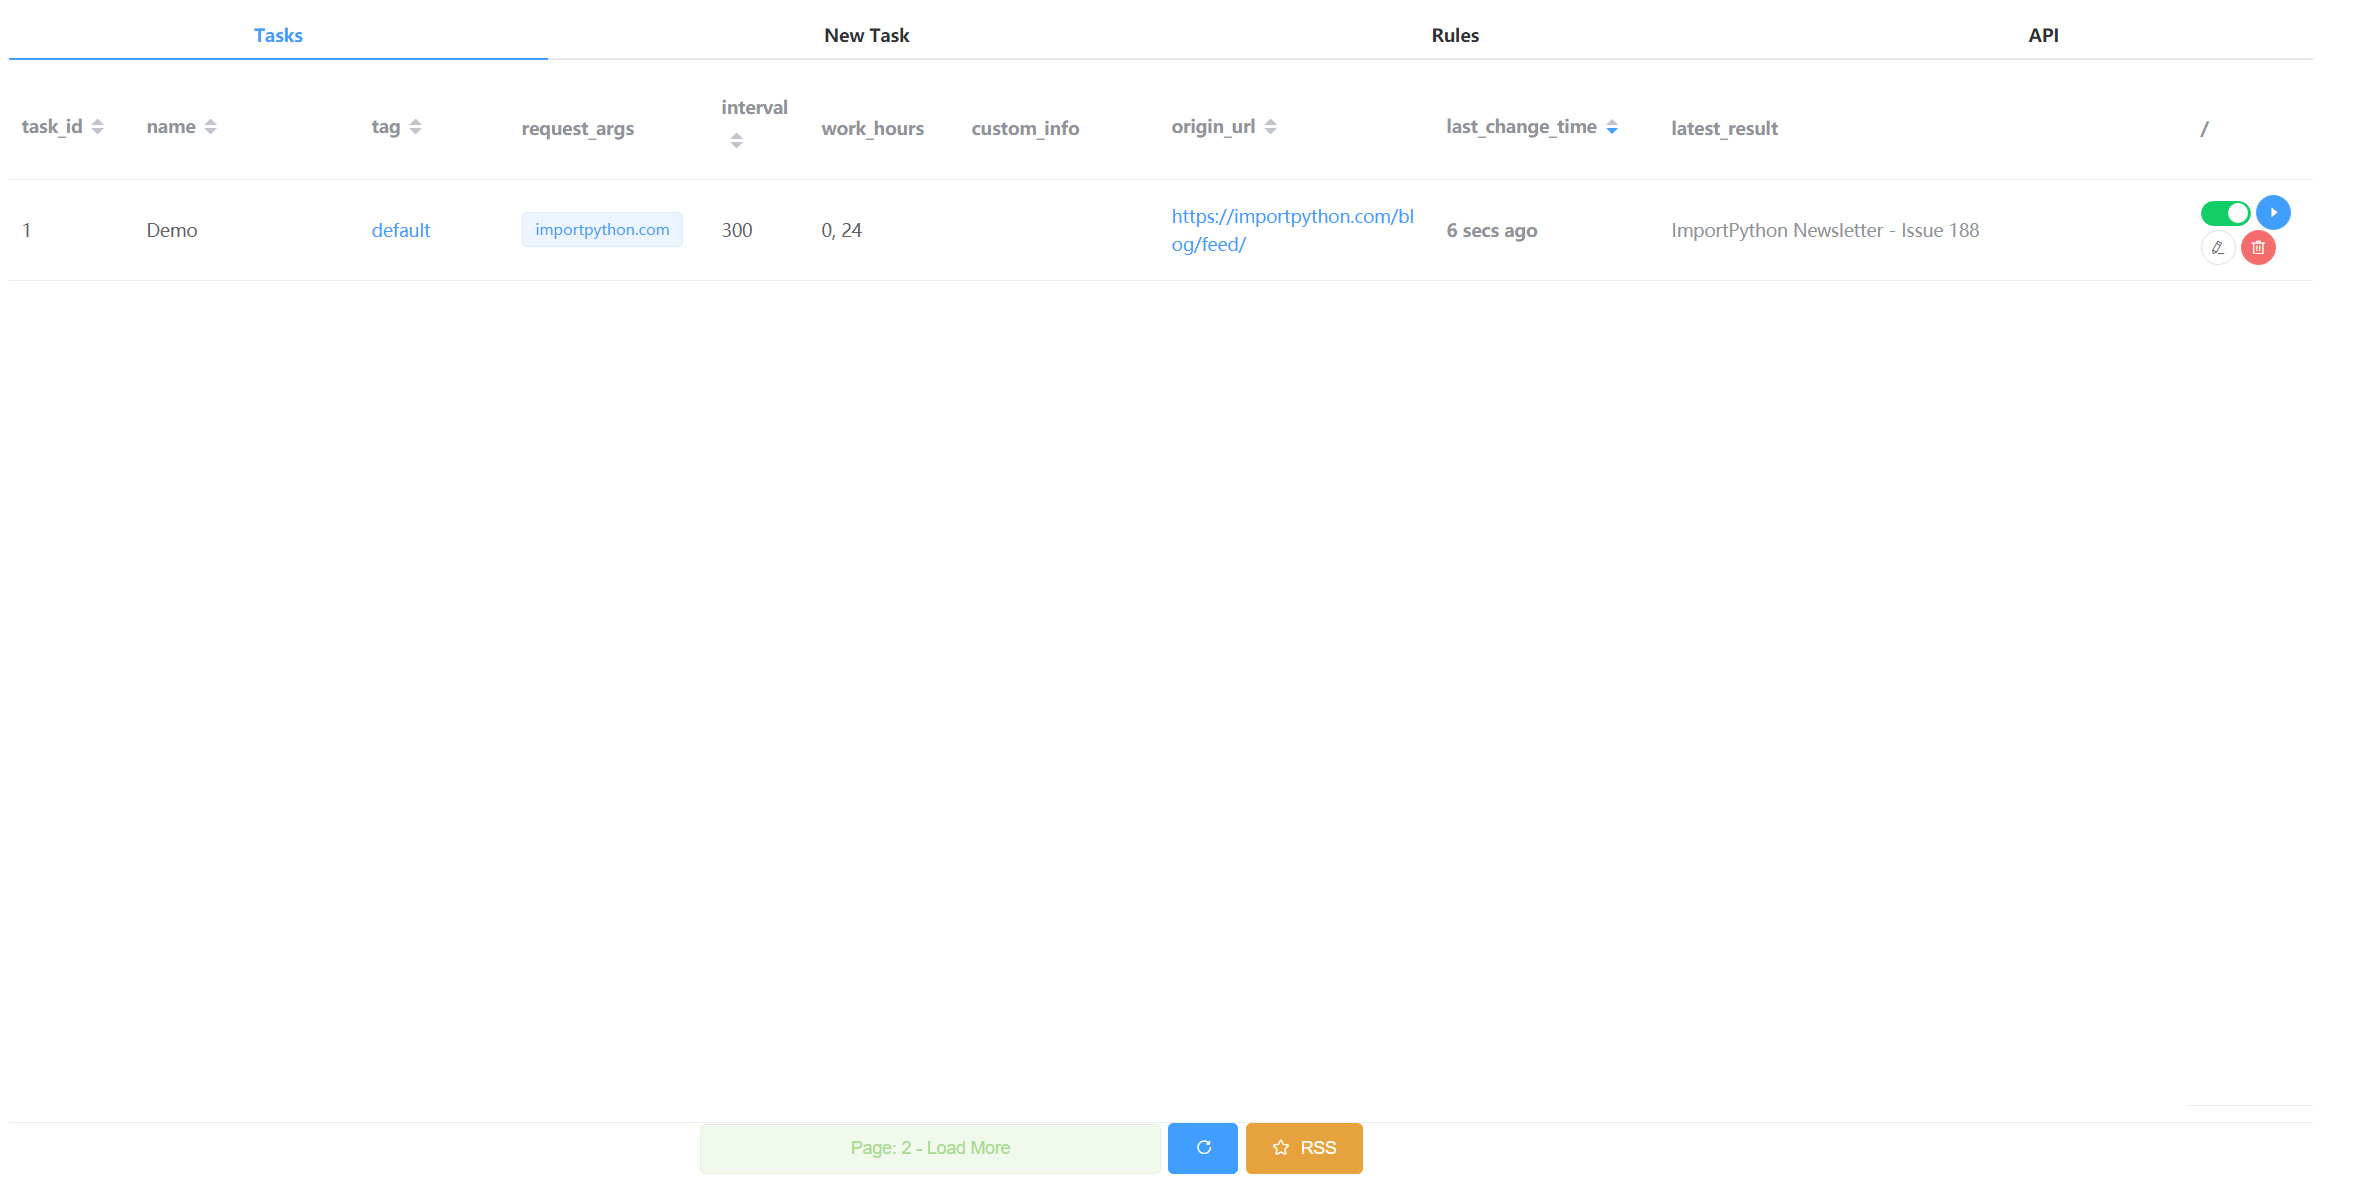 Tasks New Task Rules API
task_id name tag request_args interval work_hours custom_info origin_url last_change_time latest_result /
1 Demo default importpython.com 300 0, 24 https://importpython.com/bl 6 secs ago ImportPython Newsletter - Issue 188
og/feed/
Page: 2 - Load More RSS